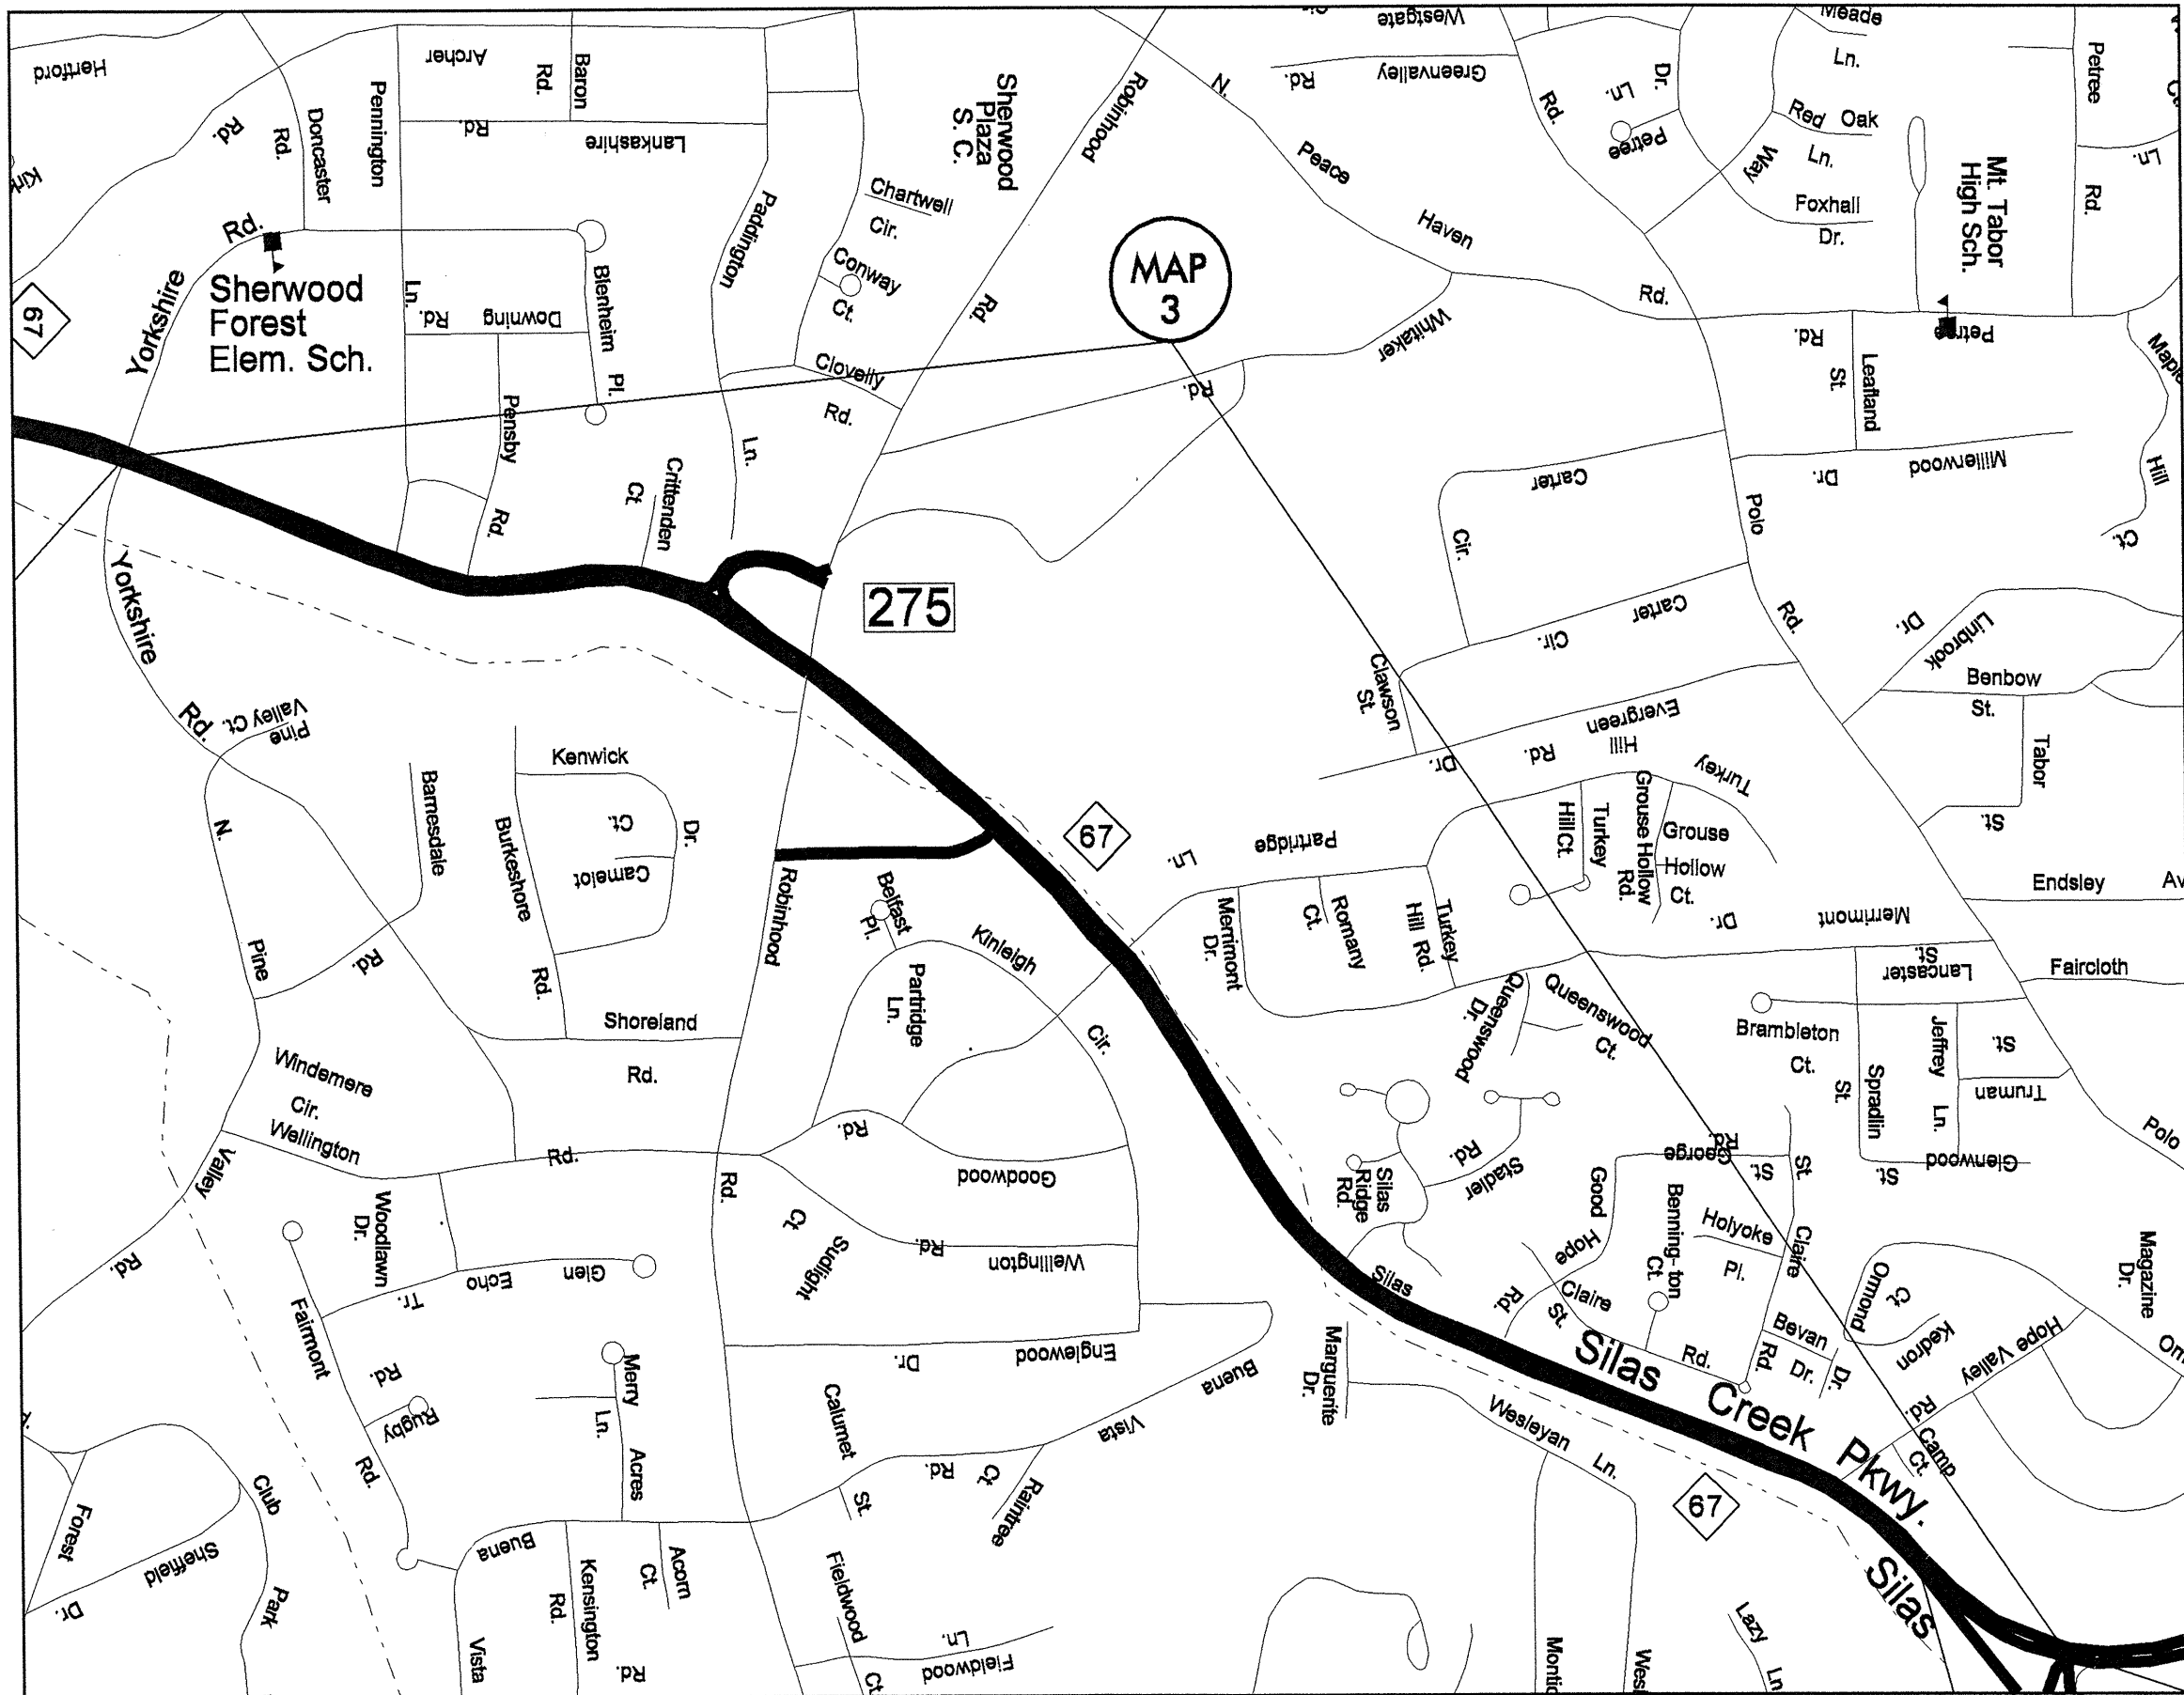 Hertford
Archer
Rd.
Baron
Westgate
Cir.
Meade
Ln.
Petree
Rd.
Doncaster
Rd.
Rd.
Pennington
Ln.
Lankashire
Rd.
Sherwood
Plaza
S. C.
Robinhood
Rd.
N.
Peace
Haven
Rd.
Greenvalley
Rd.
Rd.
Dr.
Petree
Ln.
Red Oak
Ln.
Way
Foxhall
Dr.
Mt. Tabor
High Sch.
Ln.
Yorkshire
Rd.
Sherwood
Forest
Elem. Sch.
67
Paddington
Ln.
Chartwell
Cir.
Conway
Ct.
Clovelly
Rd.
MAP
3
Whitaker
Rd.
Petree
Rd.
Leafland
St.
Downing
Rd.
Blenheim
Pl.
Pensby
Rd.
Crittenden
Ct.
Carter
Cir.
Millerwood
Dr.
Hill
Ct.
Polo
Rd.
275
Carter
Cir.
Clawson
St.
Linbrook
Dr.
Benbow
St.
Tabor
St.
Yorkshire
Rd.
Pine
Valley Ct.
Evergreen
Dr.
Turkey
Hill
Rd.
Kenwick
Dr.
Camelot
Ct.
Barnesdale
Rd.
Burkeshore
Rd.
N.
Pine
Valley
Rd.
67
Partridge
Ln.
Turkey
Hill Ct.
Grouse Hollow
Rd.
Grouse
Hollow
Ct.
Endsley
Robinhood
Rd.
Belfast
Pl.
Kinleigh
Cir.
Partridge
Ln.
Merrimont
Dr.
Romany
Ct.
Turkey
Hill Rd.
Merrimont
Dr.
Lancaster
St.
Faircloth
Shoreland
Rd.
Queenswood
Dr.
Queenswood
Ct.
Brambleton
Ct.
Spradlin
St.
Jeffrey
Ln.
Truman
St.
Polo
Windemere
Cir.
Wellington
Rd.
Rd.
Goodwood
Stadler
Rd.
Silas
Ridge
Rd.
George
Rd.
St.
St.
Glenwood
St.
Woodlawn
Dr.
Sudlight
Ct.
Wellington
Rd.
Good
Hope
Rd.
Bennington
Ct.
Holyoke
Pl.
Claire
Rd.
Glen
Echo
Tr.
Silas
Claire
St.
Rd.
Ormond
Ct.
Magazine
Dr.
Fairmont
Rd.
Rugby
Rd.
Merry
Acres
Ln.
Englewood
Dr.
Bevan
Dr.
Kedron
Dr.
Hope Valley
Rd.
Silas Creek Pkwy.
Marguerite
Dr.
Wesleyan
Ln.
Calumet
St.
Buena
Vista
Rd.
Raintree
Ct.
Camp
Ct.
67
Club
Park
Forest
Sheffield
Dr.
Buena
Vista
Kensington
Rd.
Acorn
Ct.
Rd.
Fieldwood
Ct.
Fieldwood
Ln.
Lazy
Ln
Silas